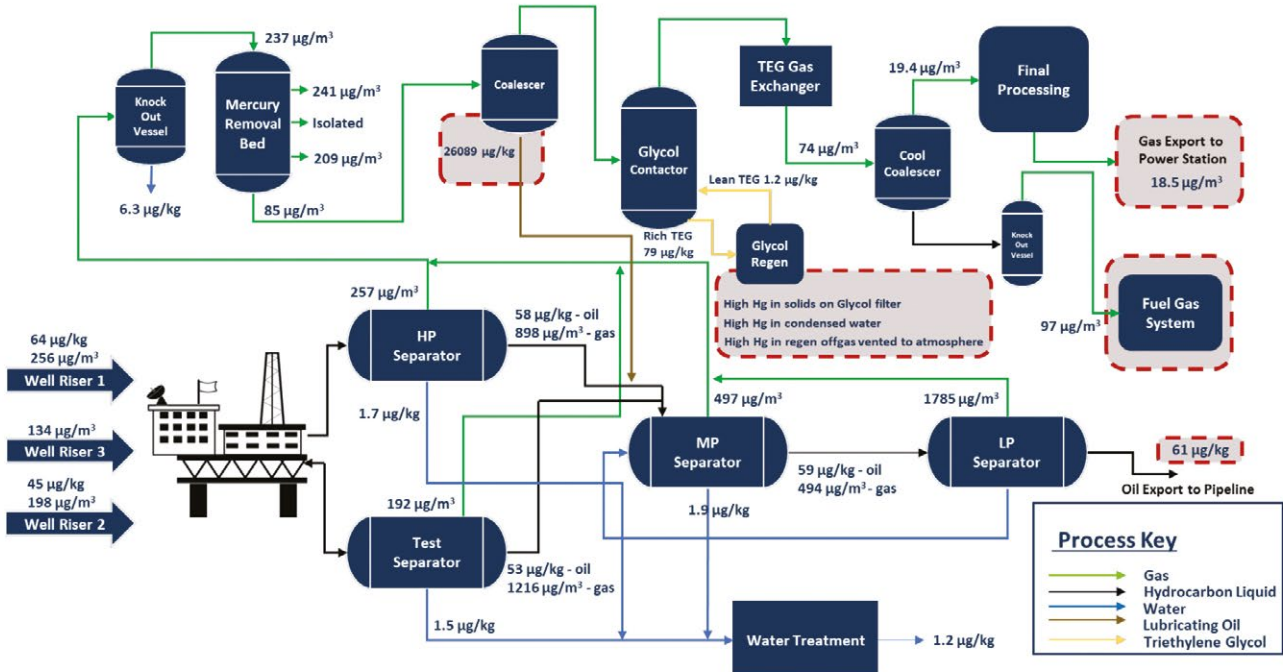 237 µg/m³
Knock
Out
Vessel
6.3 µg/kg
Mercury
Removal
Bed
241 µg/m³
Isolated
209 µg/m³
85 µg/m³
Coalescer
26089 µg/kg
Glycol
Contactor
TEG Gas
Exchanger
74 µg/m³
Lean TEG 1.2 µg/kg
Rich TEG
79 µg/kg
Glycol
Regen
High Hg in solids on Glycol filter
High Hg in condensed water
High Hg in regen offgas vented to atmosphere
19.4 µg/m³
Cool
Coalescer
Final
Processing
Gas Export to
Power Station
18.5 µg/m³
Knock
Out
Vessel
97 µg/m³
Fuel Gas
System
64 µg/kg
256 µg/m³
Well Riser 1
134 µg/m³
Well Riser 3
45 µg/kg
198 µg/m³
Well Riser 2
257 µg/m³
HP
Separator
58 µg/kg - oil
898 µg/m³ - gas
1.7 µg/kg
192 µg/m³
Test
Separator
53 µg/kg - oil
1216 µg/m³ - gas
1.5 µg/kg
497 µg/m³
MP
Separator
59 µg/kg - oil
494 µg/m³ - gas
1.9 µg/kg
1785 µg/m³
LP
Separator
61 µg/kg
Oil Export to Pipeline
Water Treatment
1.2 µg/kg
Process Key
Gas
Hydrocarbon Liquid
Water
Lubricating Oil
Triethylene Glycol